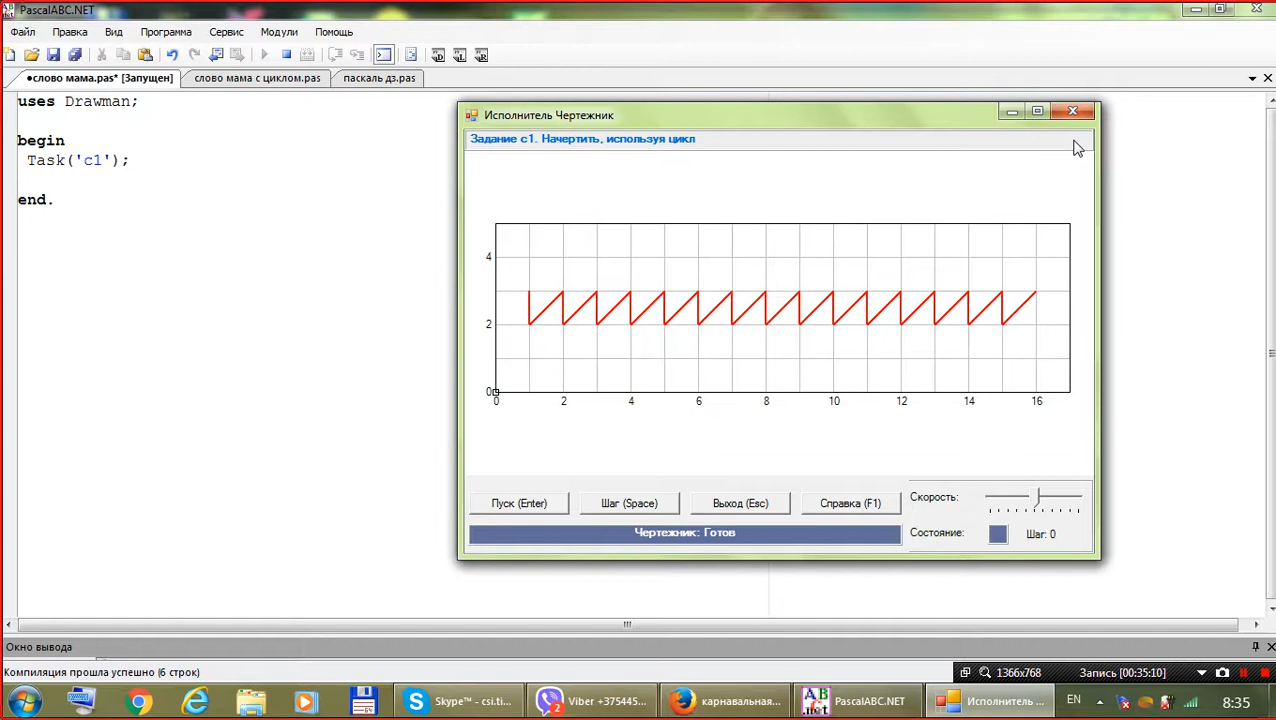 PascalABC.NET
Файл Правка Вид Программа Сервис Модули Помощь
•слово мама.pas* [Запущен] слово мама с циклом.pas паскаль дз.pas
uses Drawman;
begin
Task('c1');
end.
Исполнитель Чертежник
Задание c1. Начертить, используя цикл
4
2
0
0 2 4 6 8 10 12 14 16
Пуск (Enter) Шаг (Space) Выход (Esc) Справка (F1)
Скорость:
Чертежник: Готов
Состояние: Шаг: 0
Окно вывода
Компиляция прошла успешно (6 строк)
1366x768 Запись [00:35:10]
Skype™ - csi.ti... Viber +375445... карнавальная... PascalABC.NET Исполнитель ... EN 8:35
2